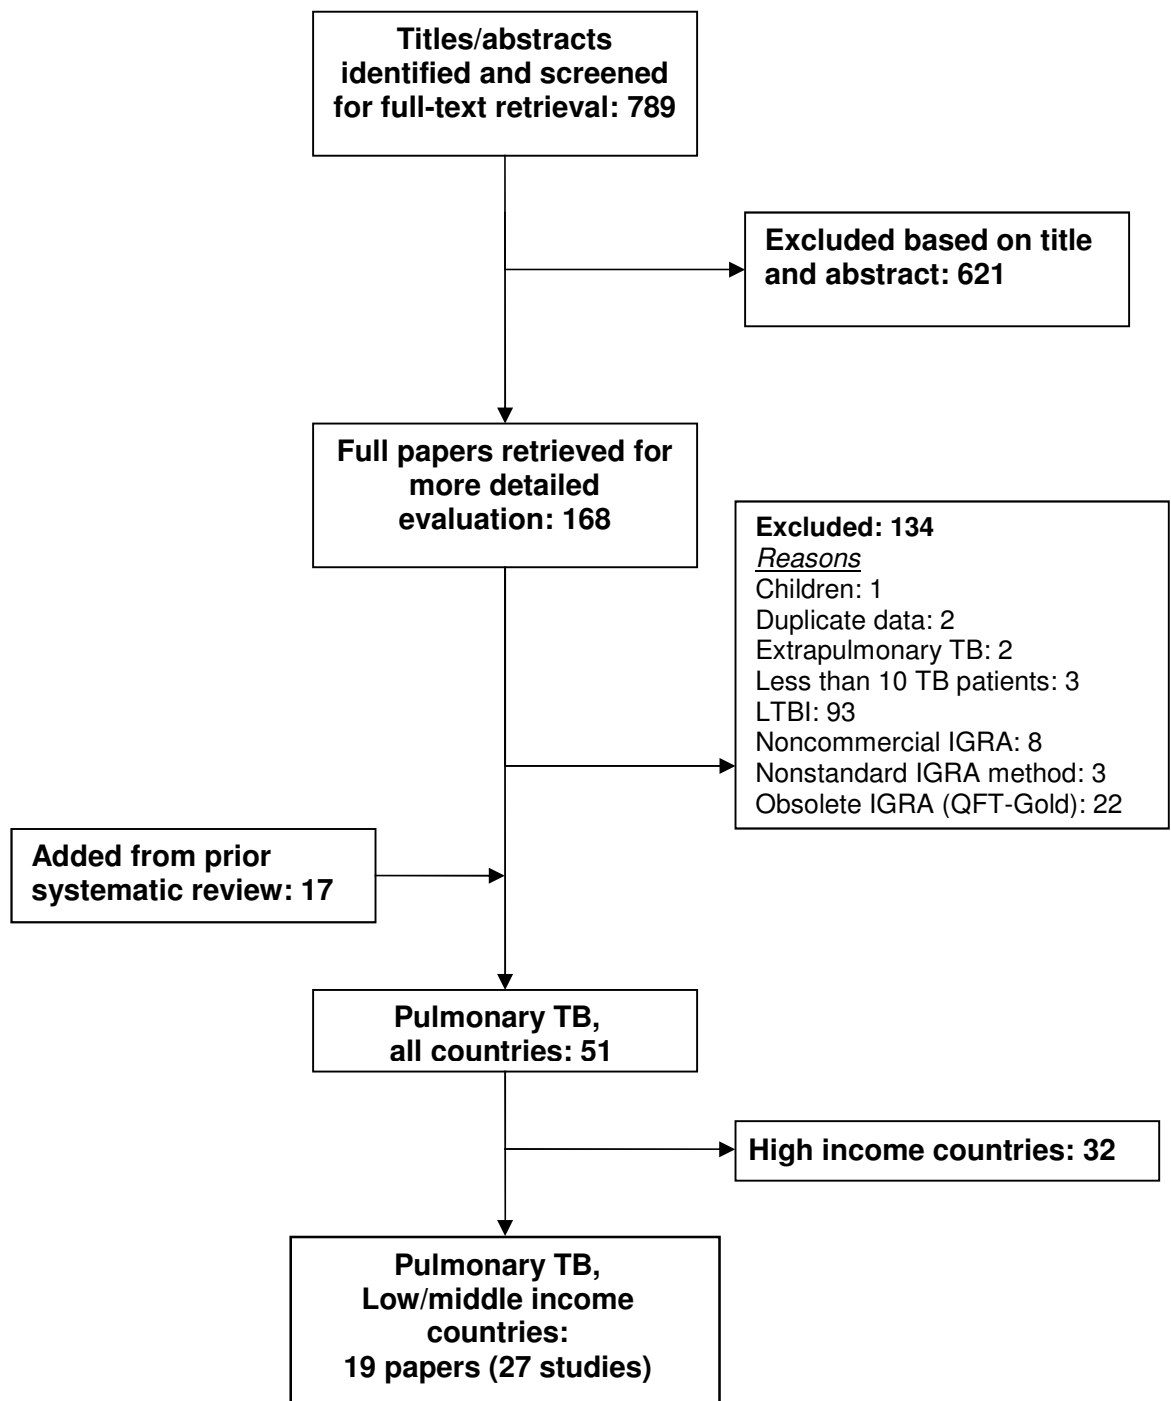 Titles/abstracts
identified and screened
for full-text retrieval: 789
Excluded based on title
and abstract: 621
Full papers retrieved for
more detailed
evaluation: 168
Excluded: 134
Reasons
Children: 1
Duplicate data: 2
Extrapulmonary TB: 2
Less than 10 TB patients: 3
LTBI: 93
Noncommercial IGRA: 8
Nonstandard IGRA method: 3
Obsolete IGRA (QFT-Gold): 22
Added from prior
systematic review: 17
Pulmonary TB,
all countries: 51
High income countries: 32
Pulmonary TB,
Low/middle income
countries:
19 papers (27 studies)